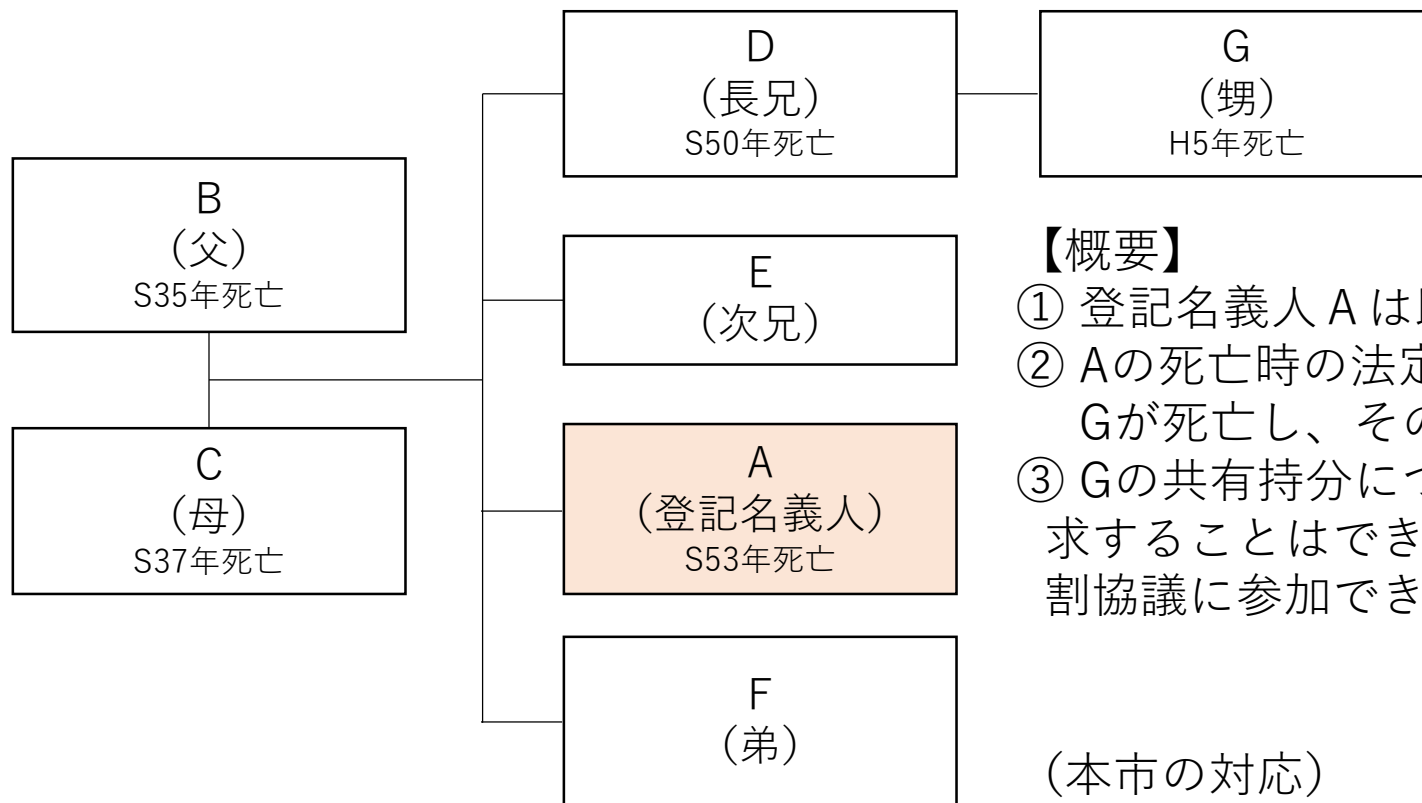 B
(父)
S35年死亡
C
(母)
S37年死亡
D
(長兄)
S50年死亡
G
(甥)
H5年死亡
E
(次兄)
A
(登記名義人)
S53年死亡
F
(弟)
【概要】
① 登記名義人Aは
② Aの死亡時の法定
Gが死亡し、その
③ Gの共有持分につ
求することはでき
割協議に参加でき
(本市の対応)